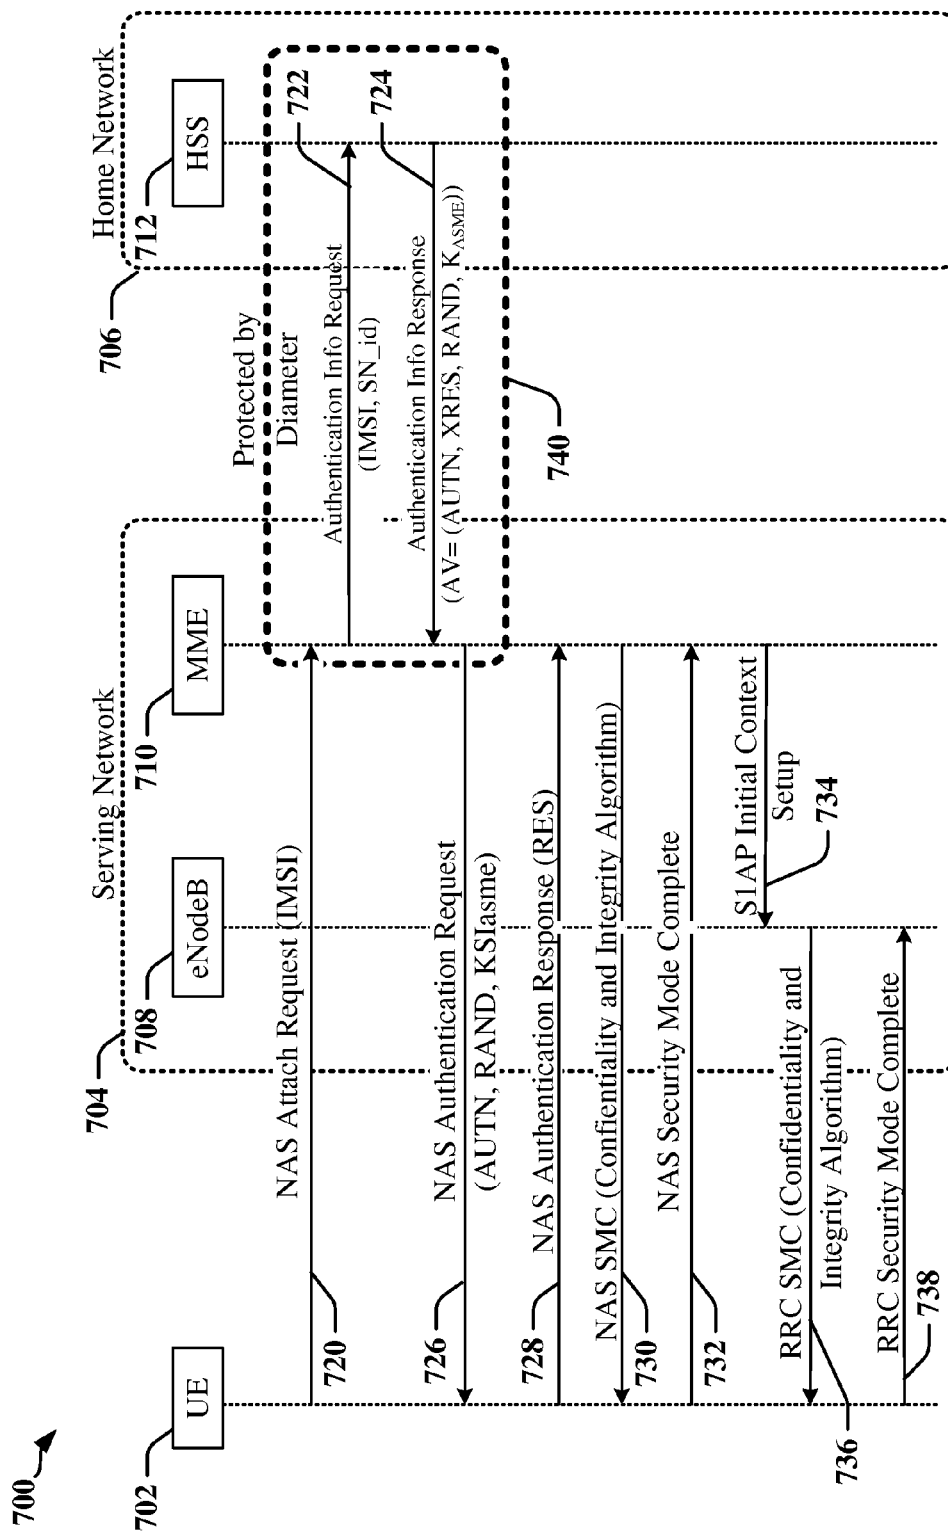 700
Serving Network
Home Network
704
706
702
708
710
712
UE
eNodeB
MME
HSS
Protected by
Diameter
NAS Attach Request (IMSI)
720
722
Authentication Info Request
(IMSI, SN_id)
724
Authentication Info Response
(AV= (AUTN, XRES, RAND, KASME))
NAS Authentication Request
(AUTN, RAND, KSIasme)
726
740
NAS Authentication Response (RES)
728
NAS SMC (Confientiality and Integrity Algorithm)
730
NAS Security Mode Complete
732
S1AP Initial Context
Setup
734
RRC SMC (Confidentiality and
Integrity Algorithm)
736
RRC Security Mode Complete
738